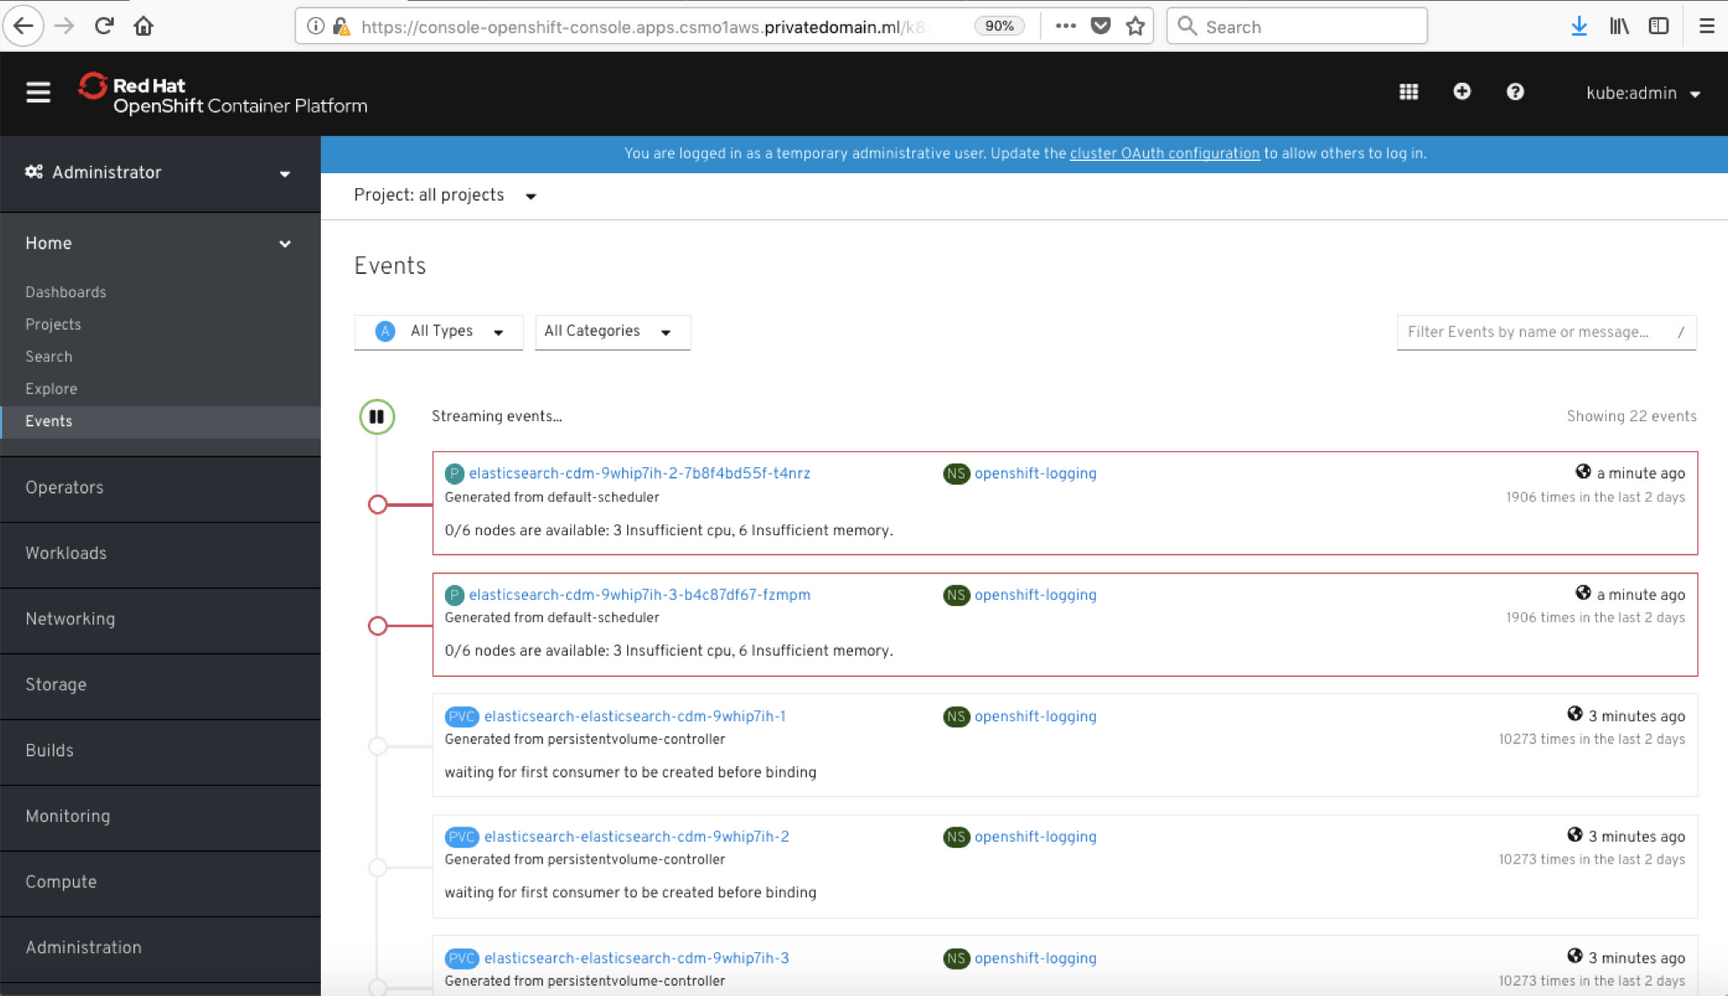 https://console-openshift-console.apps.csmo1aws.privatedomain.ml/k8
90%
Search
Red Hat
OpenShift Container Platform
kube:admin
Administrator
You are logged in as a temporary administrative user. Update the cluster OAuth configuration to allow others to log in.
Project: all projects
Home
Dashboards
Projects
Search
Explore
Events
Operators
Workloads
Networking
Storage
Builds
Monitoring
Compute
Administration
Events
A All Types
All Categories
Filter Events by name or message... /
Streaming events...
Showing 22 events
P elasticsearch-cdm-9whip7ih-2-7b8f4bd55f-t4nrz NS openshift-logging a minute ago
Generated from default-scheduler 1906 times in the last 2 days
0/6 nodes are available: 3 Insufficient cpu, 6 Insufficient memory.
P elasticsearch-cdm-9whip7ih-3-b4c87df67-fzmpm NS openshift-logging a minute ago
Generated from default-scheduler 1906 times in the last 2 days
0/6 nodes are available: 3 Insufficient cpu, 6 Insufficient memory.
PVC elasticsearch-elasticsearch-cdm-9whip7ih-1 NS openshift-logging 3 minutes ago
Generated from persistentvolume-controller 10273 times in the last 2 days
waiting for first consumer to be created before binding
PVC elasticsearch-elasticsearch-cdm-9whip7ih-2 NS openshift-logging 3 minutes ago
Generated from persistentvolume-controller 10273 times in the last 2 days
waiting for first consumer to be created before binding
PVC elasticsearch-elasticsearch-cdm-9whip7ih-3 NS openshift-logging 3 minutes ago
Generated from persistentvolume-controller 10273 times in the last 2 days